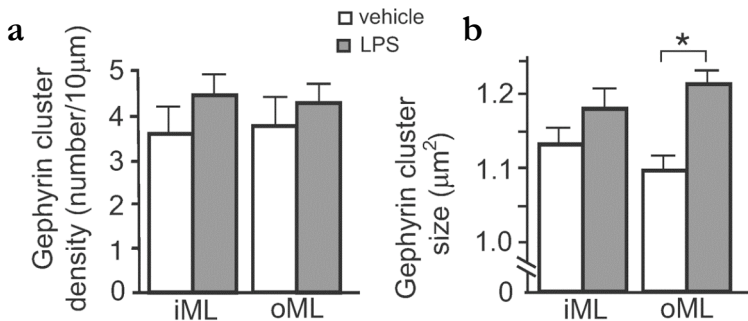 a
vehicle
LPS
Gephyrin cluster
density (number/10µm)
5
4
3
2
1
0
iML
oML
b
*
Gephyrin cluster
size (µm²)
1.2
1.1
1.0
0
iML
oML